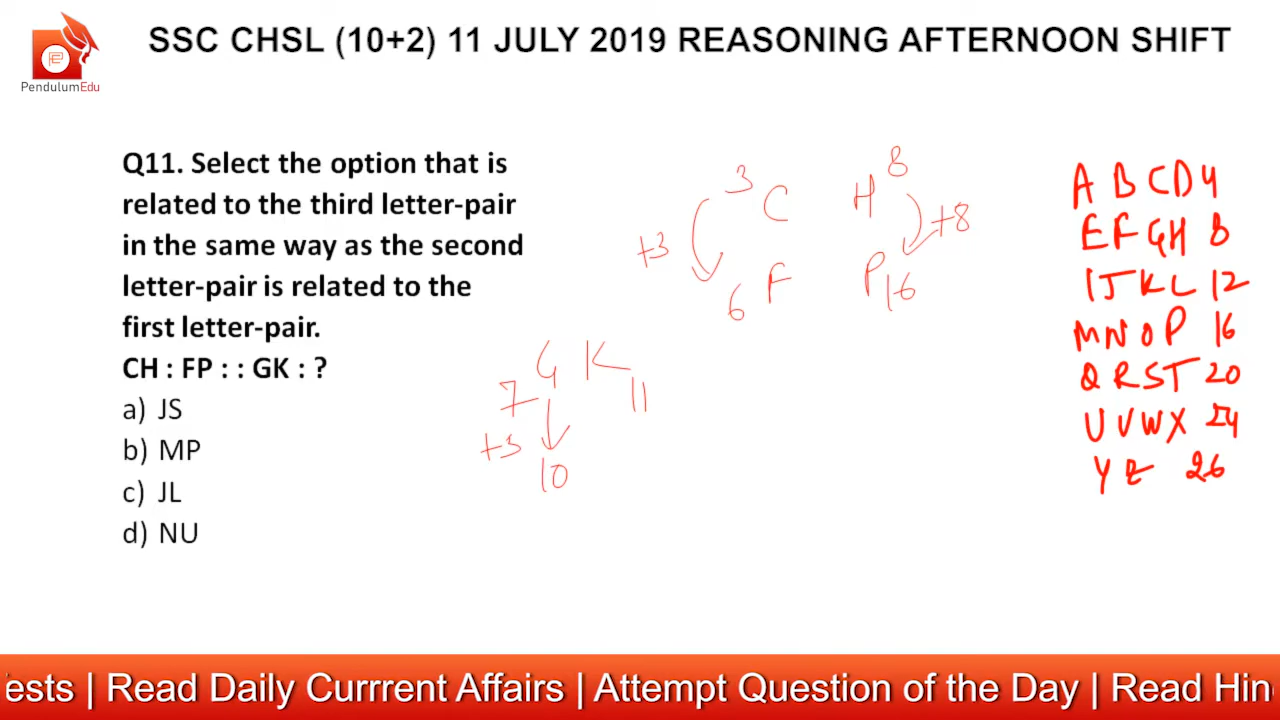 SSC CHSL (10+2) 11 JULY 2019 REASONING AFTERNOON SHIFT
PendulumEdu
Q11. Select the option that is
related to the third letter-pair
in the same way as the second
letter-pair is related to the
first letter-pair.
CH : FP : : GK : ?
a) JS
b) MP
c) JL
d) NU
3 C H 8
+3 +8
6 F P 16
G K
7 11
+3
10
A B C D 4
E F G H 8
I J K L 12
M N O P 16
Q R S T 20
U V W X 24
Y Z 26
ests | Read Daily Currrent Affairs | Attempt Question of the Day | Read Hin